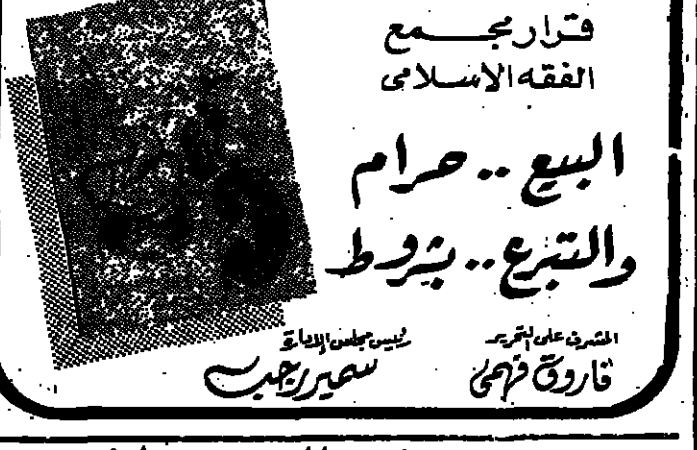 قرار مجمع
الفقه الاسلامى
البيع .. حرام
والتبرع .. بشروط
المشرف على التحرير
فاروق فهمى
رئيس مجلس الإدارة
سمير رجب